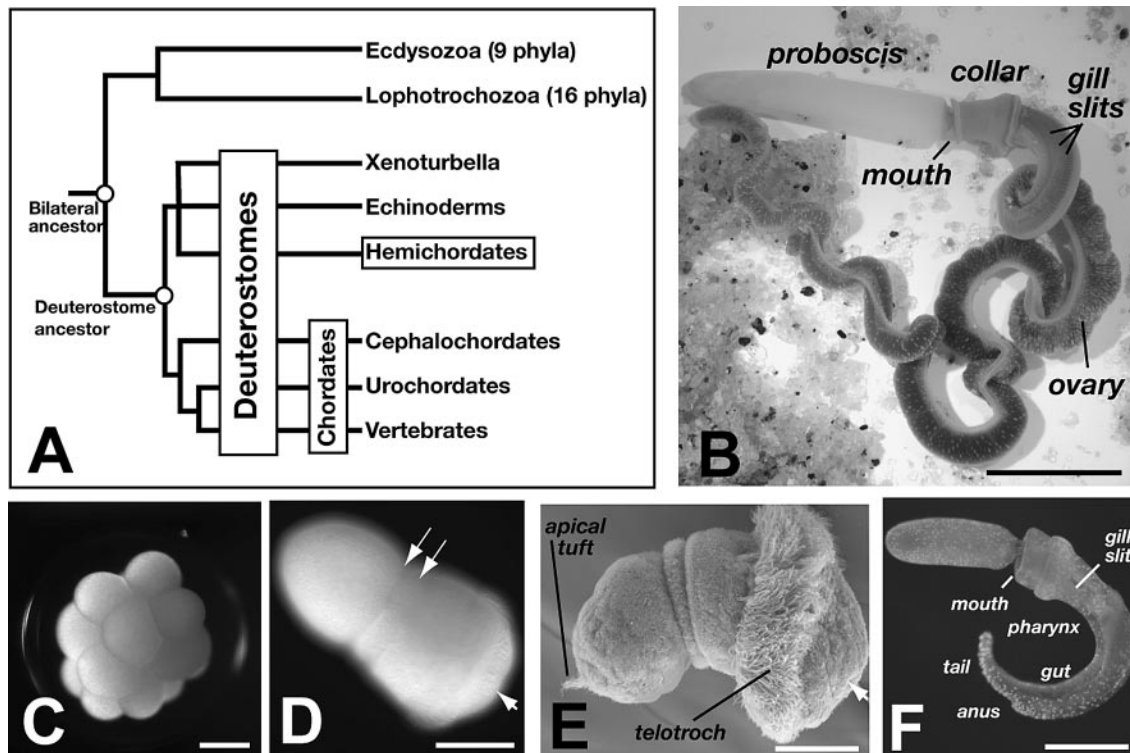 Ecdysozoa (9 phyla)
Lophotrochozoa (16 phyla)
Xenoturbella
Echinoderms
Hemichordates
Cephalochordates
Urochordates
Vertebrates
Bilateral
ancestor
Deuterostome
ancestor
Deuterostomes
Chordates
A
proboscis
collar
gill
slits
mouth
ovary
B
C
D
apical
tuft
telotroch
E
gill
slit
mouth
pharynx
tail
gut
anus
F